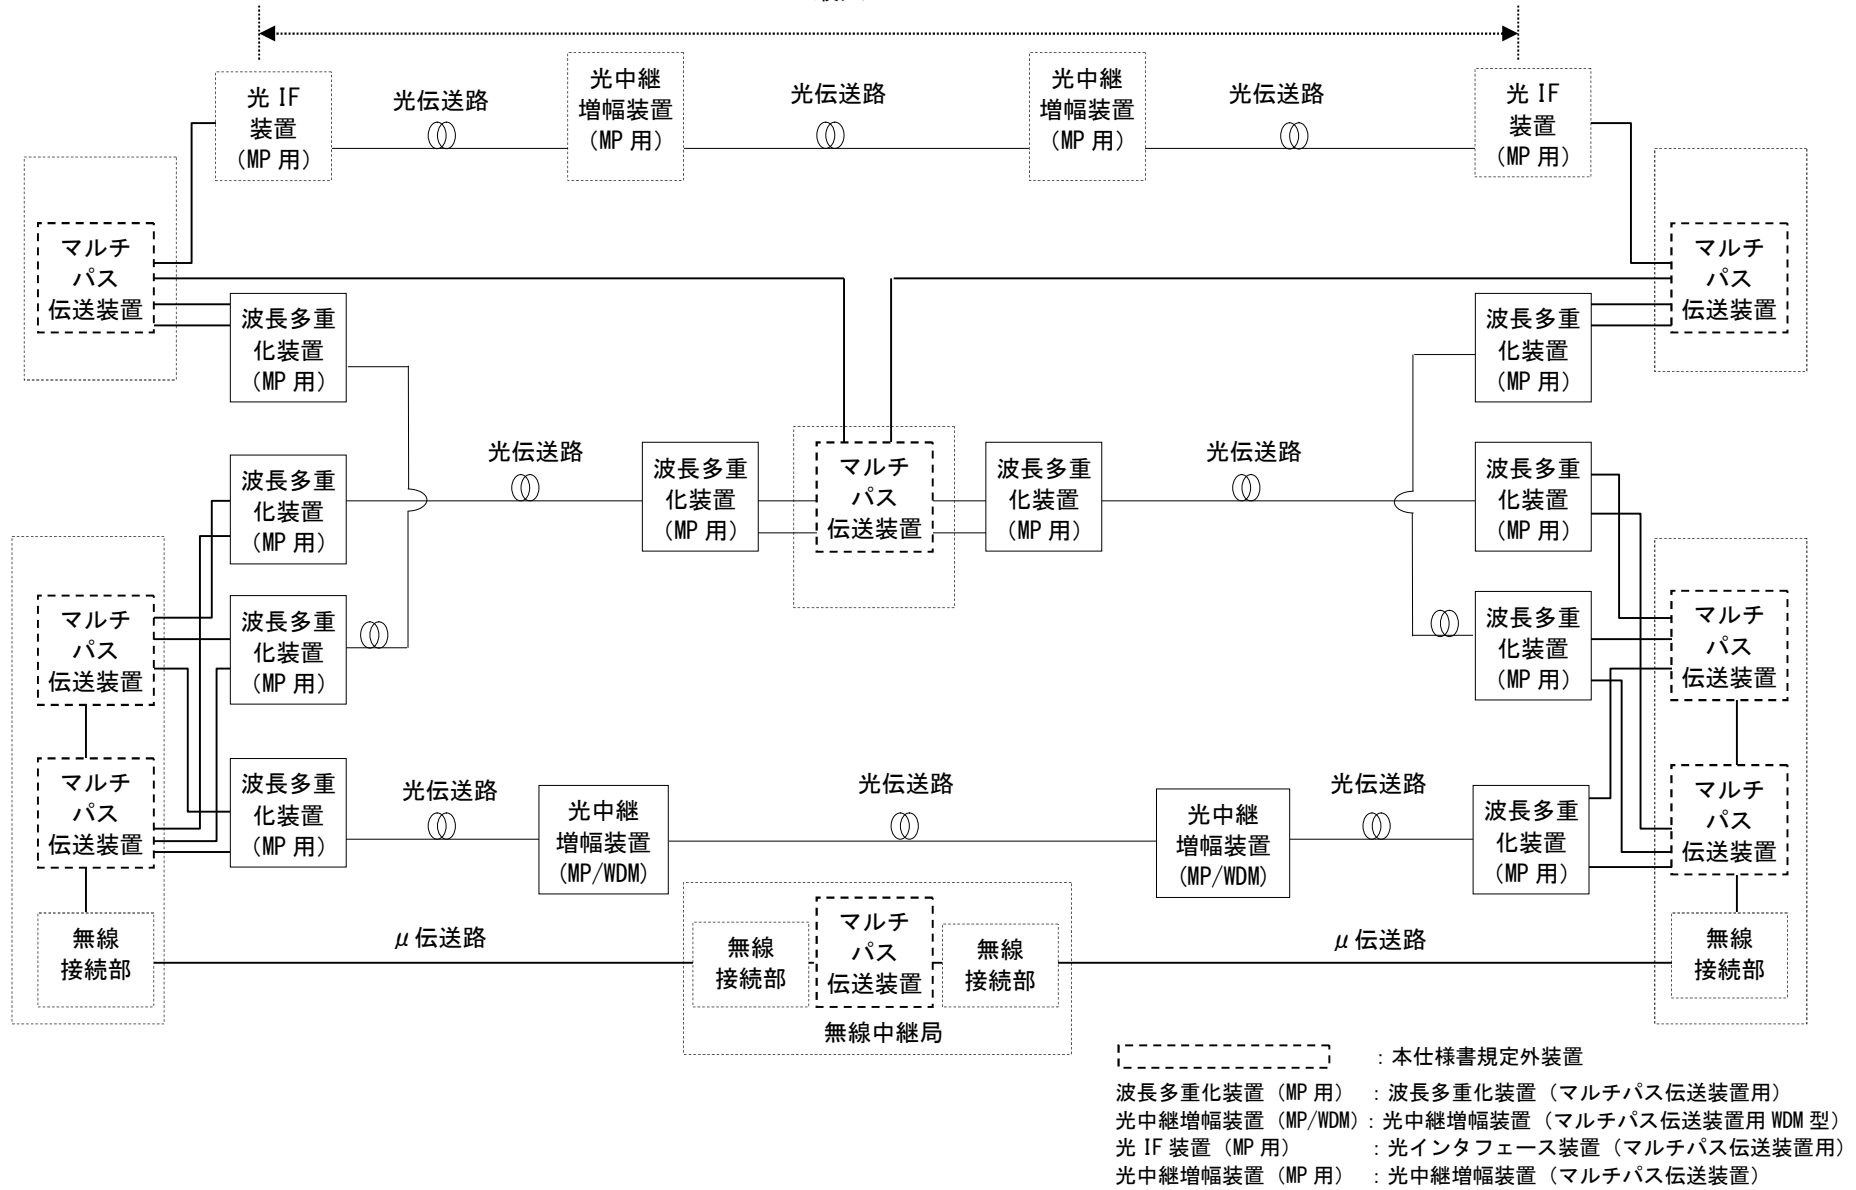 光 IF
装置
（MP 用）
光伝送路
光中継
増幅装置
（MP 用）
光伝送路
光中継
増幅装置
（MP 用）
光伝送路
光 IF
装置
（MP 用）
マルチ
パス
伝送装置
マルチ
パス
伝送装置
波長多重
化装置
（MP 用）
波長多重
化装置
（MP 用）
波長多重
化装置
（MP 用）
光伝送路
波長多重
化装置
（MP 用）
マルチ
パス
伝送装置
波長多重
化装置
（MP 用）
光伝送路
波長多重
化装置
（MP 用）
マルチ
パス
伝送装置
波長多重
化装置
（MP 用）
波長多重
化装置
（MP 用）
マルチ
パス
伝送装置
マルチ
パス
伝送装置
波長多重
化装置
（MP 用）
光伝送路
光中継
増幅装置
(MP/WDM)
光伝送路
光中継
増幅装置
(MP/WDM)
光伝送路
波長多重
化装置
（MP 用）
マルチ
パス
伝送装置
無線
接続部
μ伝送路
無線
接続部
マルチ
パス
伝送装置
無線
接続部
μ伝送路
無線
接続部
無線中継局
：本仕様書規定外装置
波長多重化装置（MP 用）　：波長多重化装置（マルチパス伝送装置用）
光中継増幅装置（MP/WDM）：光中継増幅装置（マルチパス伝送装置用 WDM 型）
光 IF 装置（MP 用）　　：光インタフェース装置（マルチパス伝送装置用）
光中継増幅装置（MP 用）　：光中継増幅装置（マルチパス伝送装置）